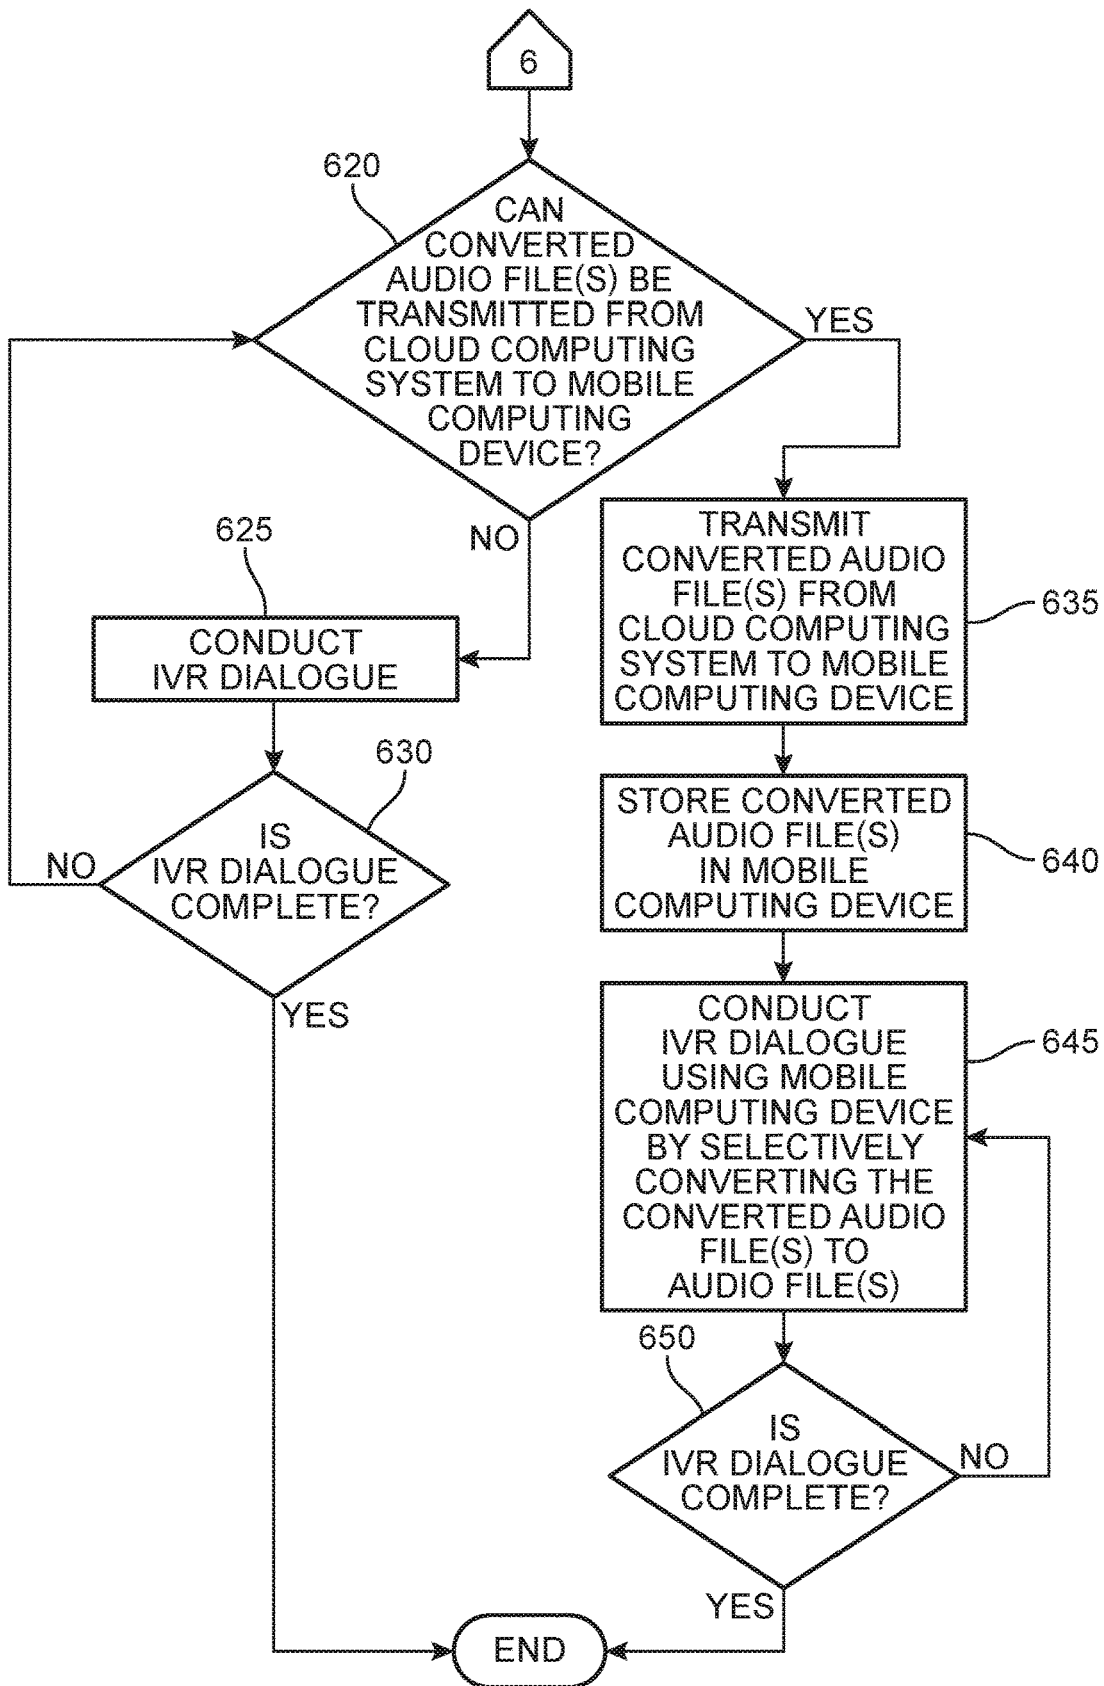 6
620
CAN
CONVERTED
AUDIO FILE(S) BE
TRANSMITTED FROM
CLOUD COMPUTING
SYSTEM TO MOBILE
COMPUTING
DEVICE?
YES
NO
625
CONDUCT
IVR DIALOGUE
630
IS
IVR DIALOGUE
COMPLETE?
NO
YES
TRANSMIT
CONVERTED AUDIO
FILE(S) FROM
CLOUD COMPUTING
SYSTEM TO MOBILE
COMPUTING DEVICE
635
STORE CONVERTED
AUDIO FILE(S)
IN MOBILE
COMPUTING DEVICE
640
CONDUCT
IVR DIALOGUE
USING MOBILE
COMPUTING DEVICE
BY SELECTIVELY
CONVERTING THE
CONVERTED AUDIO
FILE(S) TO
AUDIO FILE(S)
645
650
IS
IVR DIALOGUE
COMPLETE?
NO
YES
END